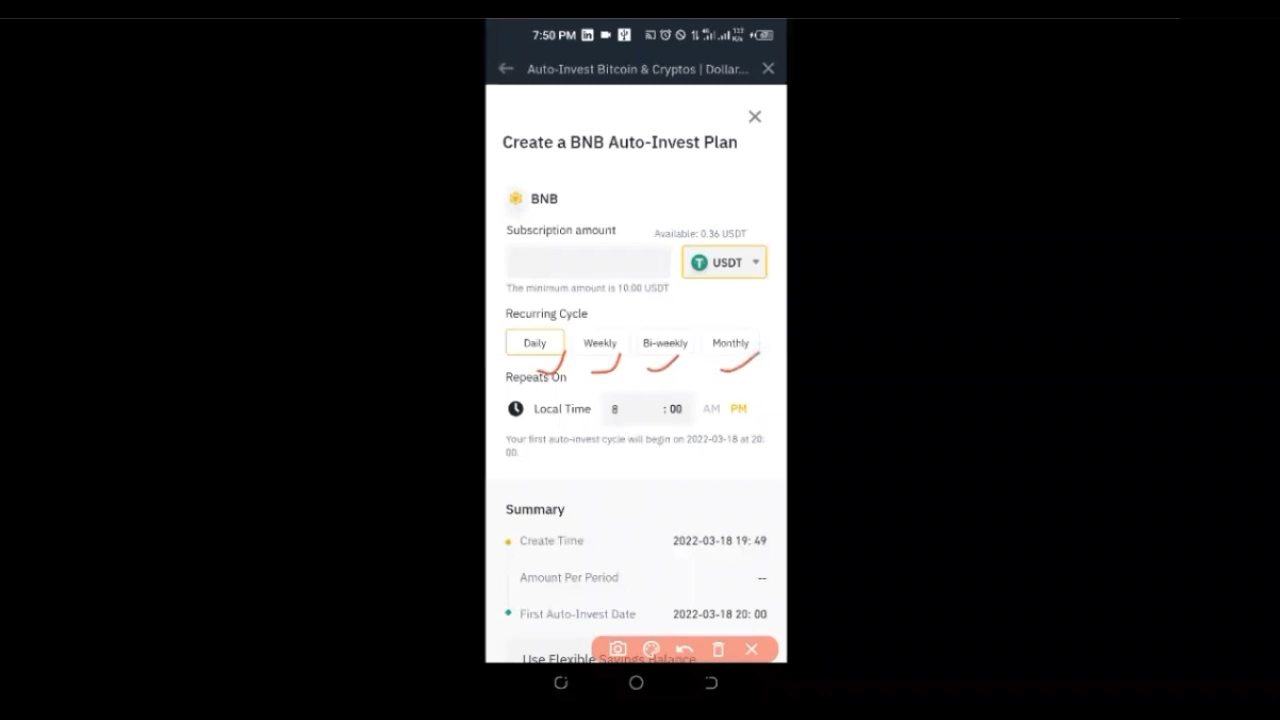 7:50 PM
Auto-Invest Bitcoin & Cryptos | Dollar...
Create a BNB Auto-Invest Plan
BNB
Subscription amount
Available: 0.36 USDT
USDT
The minimum amount is 10.00 USDT
Recurring Cycle
Daily Weekly Bi-weekly Monthly
Repeats On
Local Time 8 : 00 AM PM
Your first auto-invest cycle will begin on 2022-03-18 at 20:
00.
Summary
Create Time 2022-03-18 19: 49
Amount Per Period --
First Auto-Invest Date 2022-03-18 20: 00
Use Flexible Savings Balance